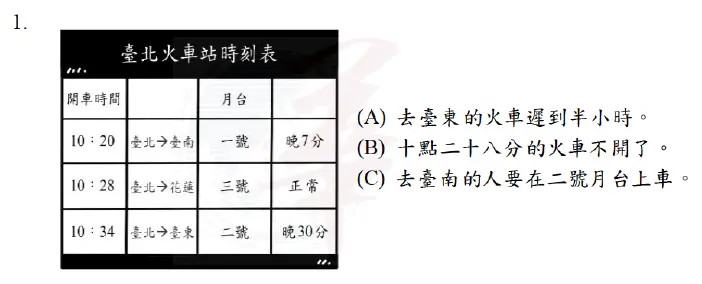 1.
臺北火車站時刻表
開車時間 月台
10：20 臺北→臺南 一號 晚7分
10：28 臺北→花蓮 三號 正常
10：34 臺北→臺東 二號 晚30分
(A) 去臺東的火車遲到半小時。
(B) 十點二十八分的火車不開了。
(C) 去臺南的人要在二號月台上車。